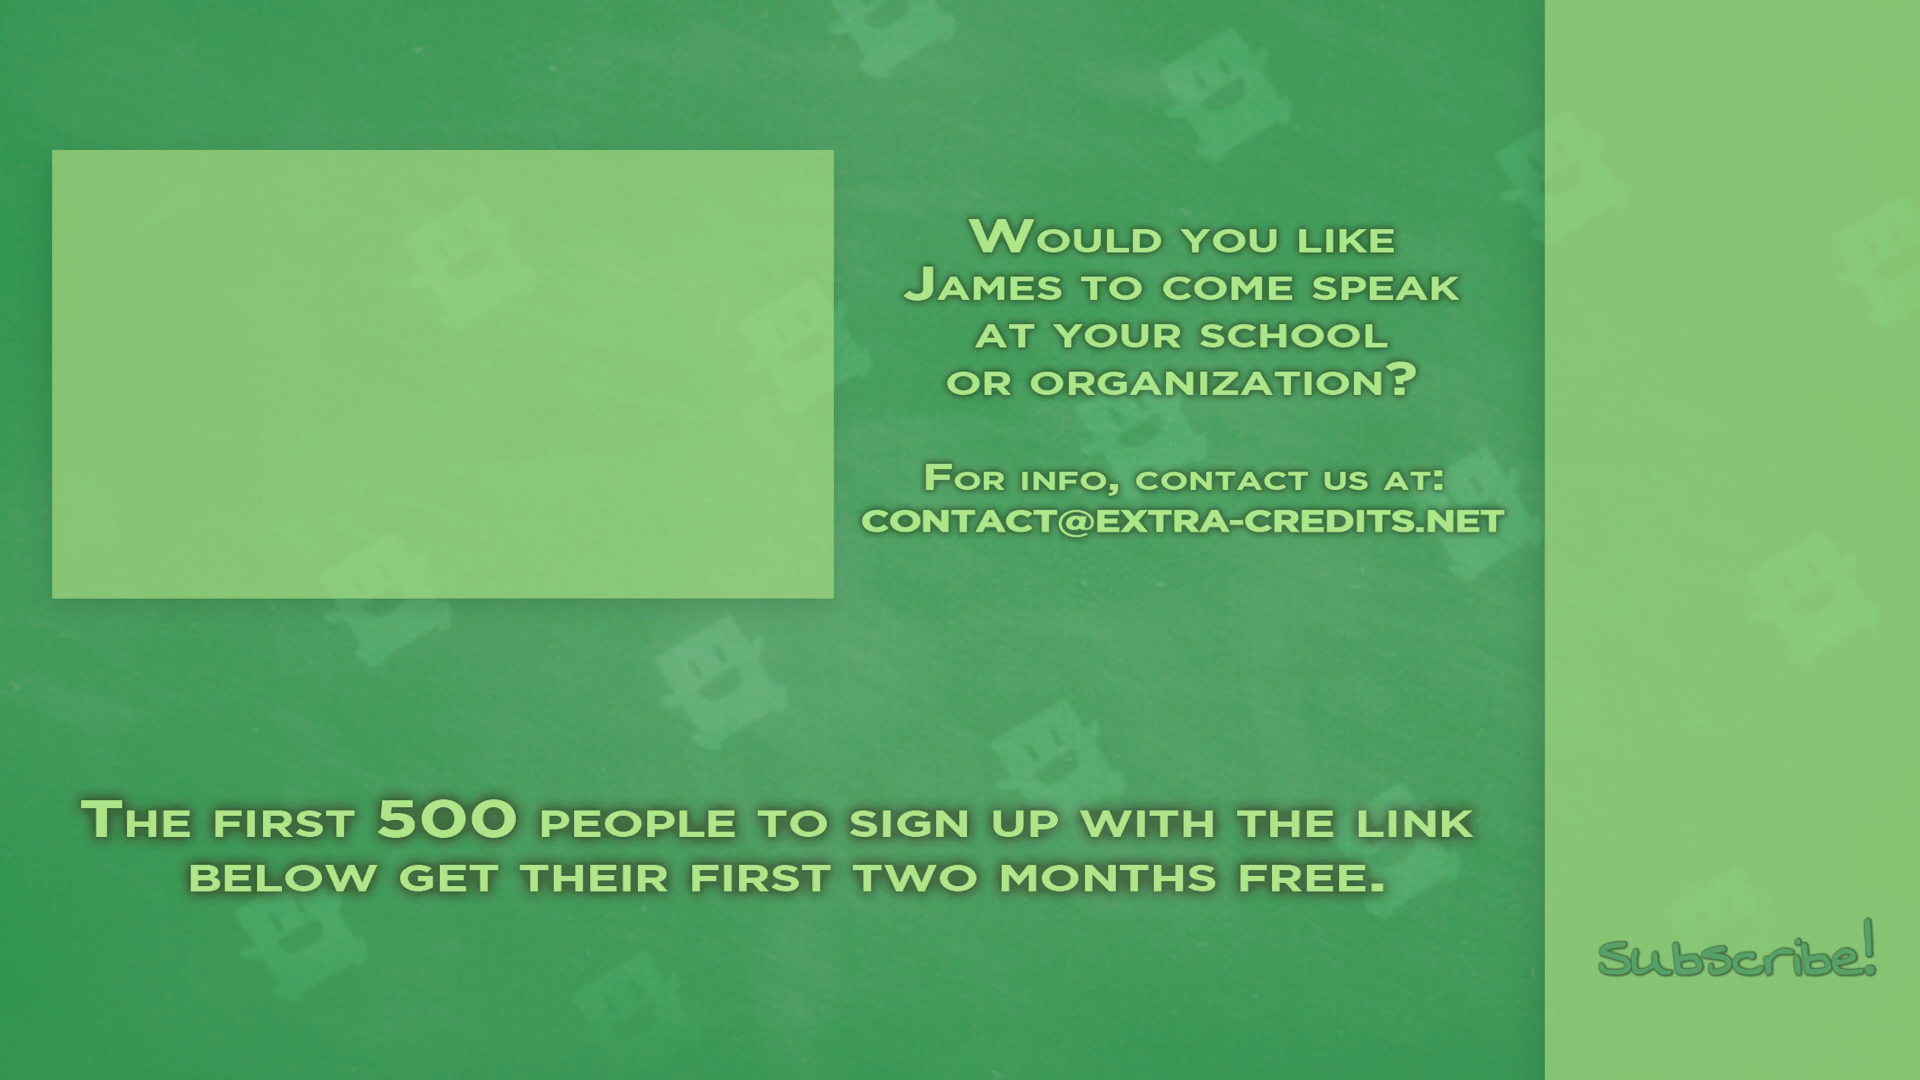 Would you like
James to come speak
at your school
or organization?
For info, contact us at:
CONTACT@EXTRA-CREDITS.NET
The first 500 people to sign up with the link
below get their first two months free.
Subscribe!